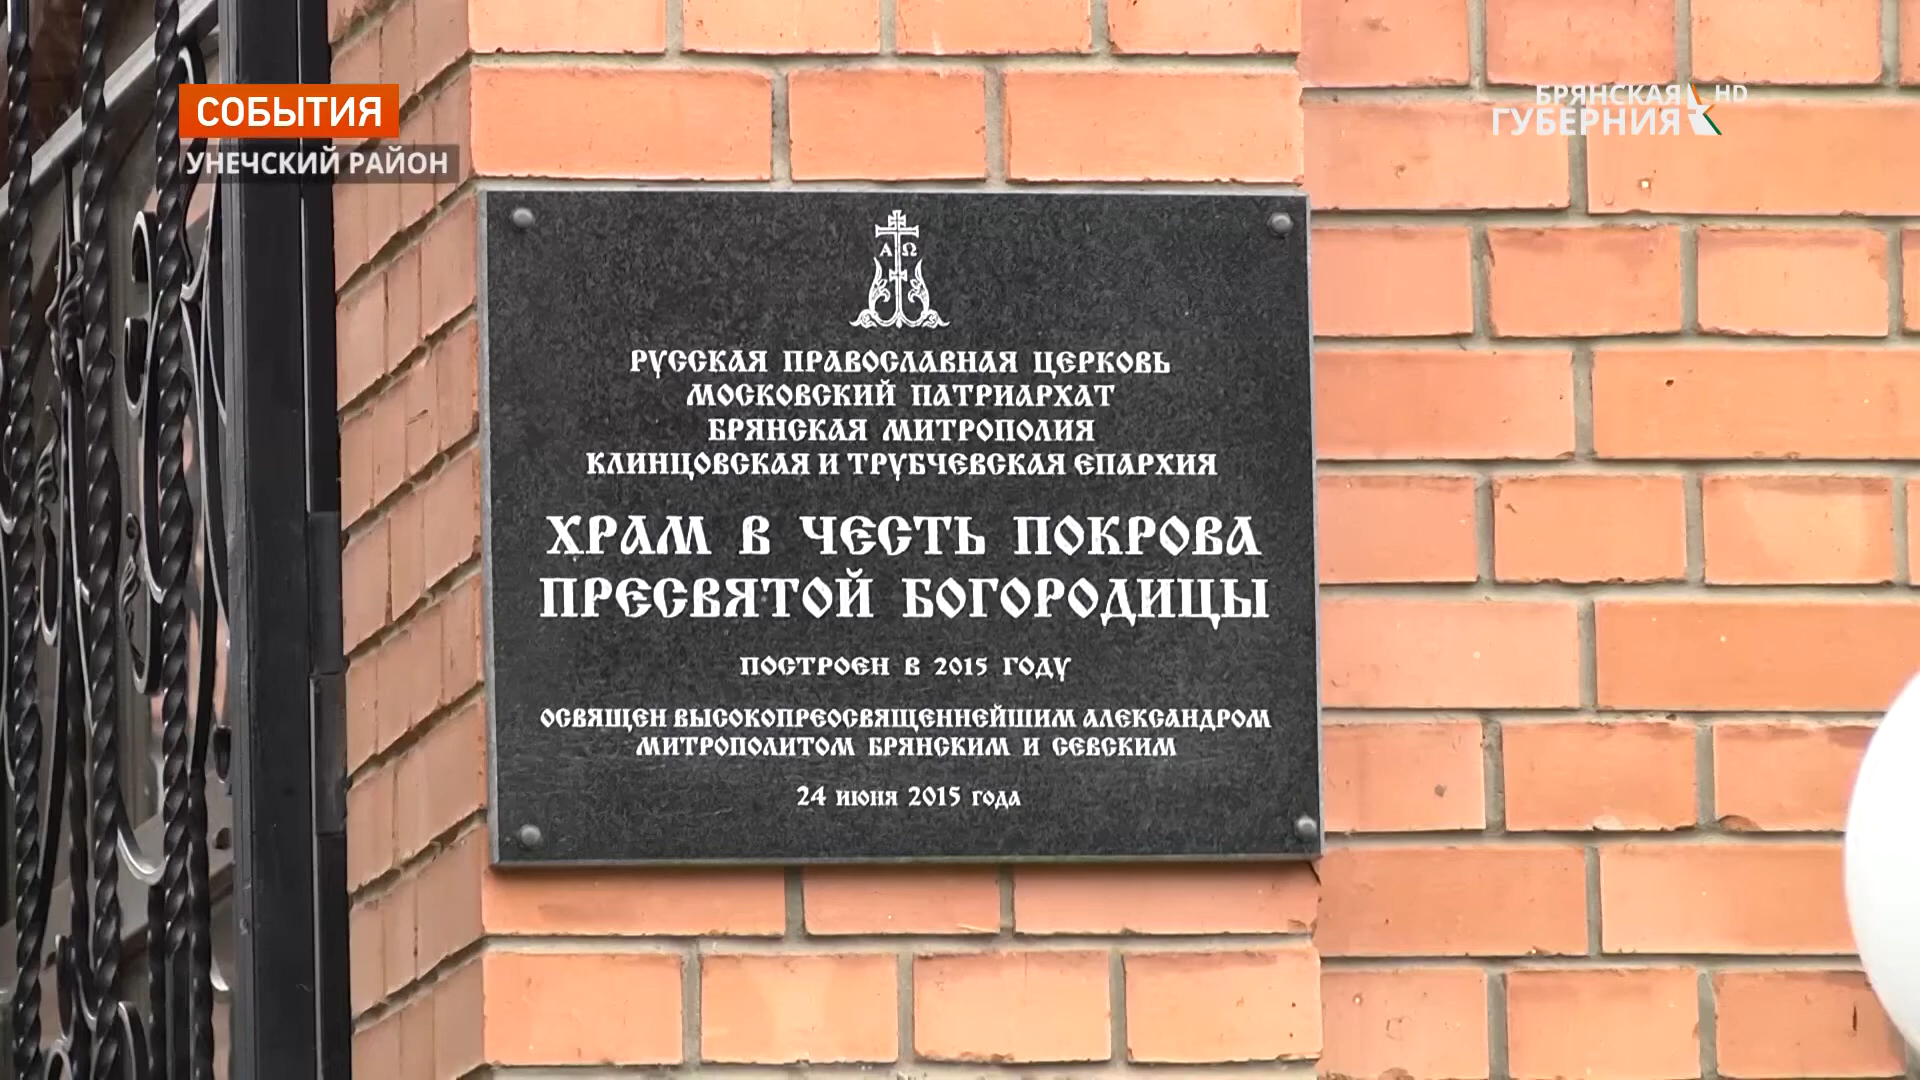 СОБЫТИЯ
УНЕЧСКИЙ РАЙОН
БРЯНСКАЯ HD
ГУБЕРНИЯ
Α Ω
РУССКАЯ ПРАВОСЛАВНАЯ ЦЕРКОВЬ
МОСКОВСКИЙ ПАТРИАРХАТ
БРЯНСКАЯ МИТРОПОЛИЯ
КЛИНЦОВСКАЯ И ТРУБЧЕВСКАЯ ЕПАРХИЯ
ХРАМ В ЧЕСТЬ ПОКРОВА
ПРЕСВЯТОЙ БОГОРОДИЦЫ
ПОСТРОЕН В 2015 ГОДУ
ОСВЯЩЕН ВЫСОКОПРЕОСВЯЩЕННЕЙШИМ АЛЕКСАНДРОМ
МИТРОПОЛИТОМ БРЯНСКИМ И СЕВСКИМ
24 июня 2015 года